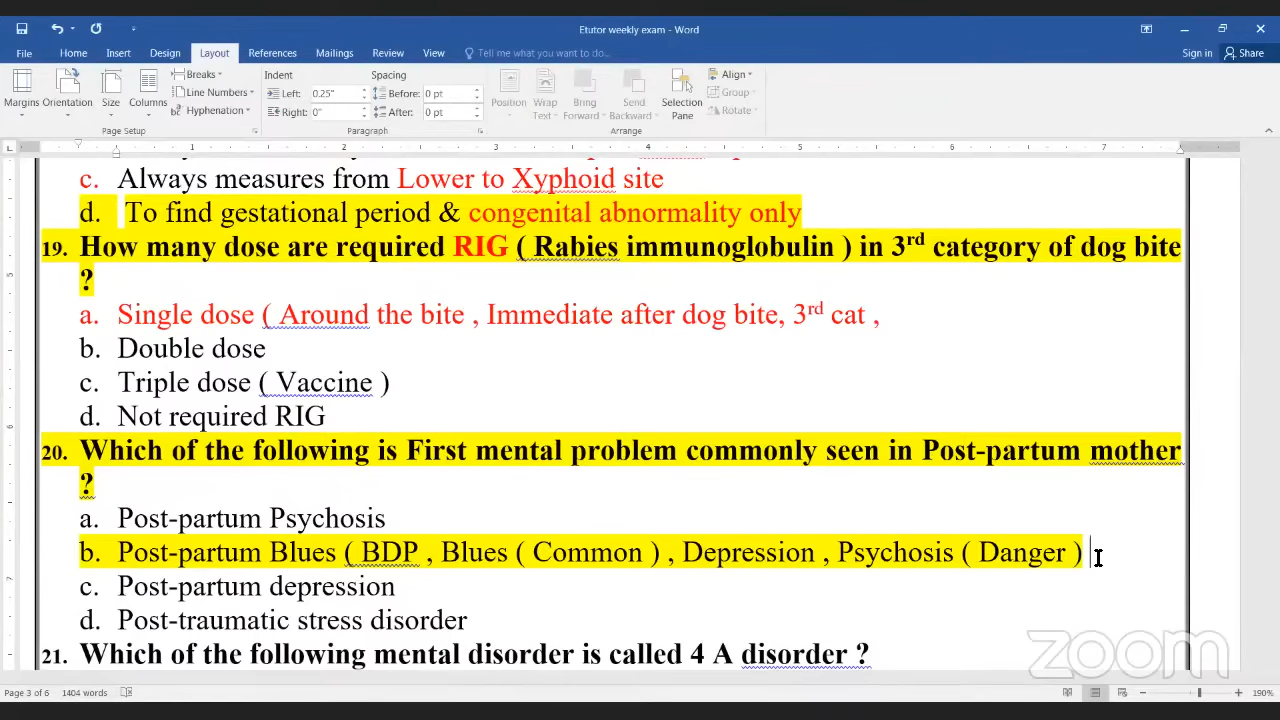 Etutor weekly exam - Word
File Home Insert Design Layout References Mailings Review View Tell me what you want to do... Sign in Share
Margins Orientation Size Columns Breaks Line Numbers Hyphenation
Page Setup
Indent Spacing
Left: 0.25" Before: 0 pt
Right: 0" After: 0 pt
Paragraph
Position Wrap Text Bring Forward Send Backward Selection Pane Align Group Rotate
Arrange
1 2 3 4 5 6 7
c. Always measures from Lower to Xyphoid site
d. To find gestational period & congenital abnormality only
19. How many dose are required RIG ( Rabies immunoglobulin ) in 3rd category of dog bite
?
a. Single dose ( Around the bite , Immediate after dog bite, 3rd cat ,
b. Double dose
c. Triple dose ( Vaccine )
d. Not required RIG
20. Which of the following is First mental problem commonly seen in Post-partum mother
?
a. Post-partum Psychosis
b. Post-partum Blues ( BDP , Blues ( Common ) , Depression , Psychosis ( Danger )
c. Post-partum depression
d. Post-traumatic stress disorder
21. Which of the following mental disorder is called 4 A disorder ?
zoom
Page 3 of 6 1404 words 190%